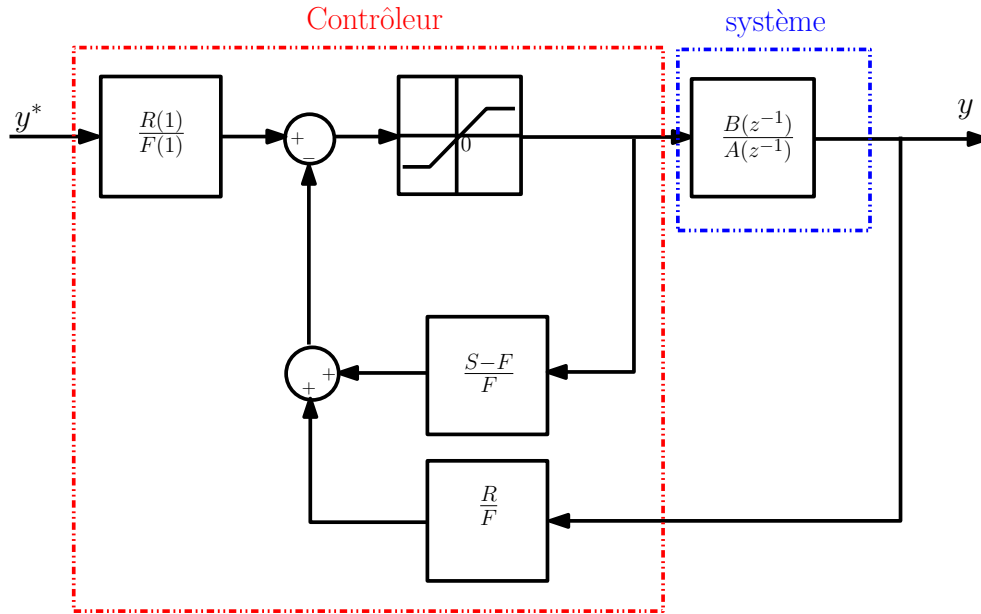 Contrôleur
système
y*
R(1)
F(1)
+
−
0
B(z⁻¹)
A(z⁻¹)
y
S−F
F
+
+
R
F